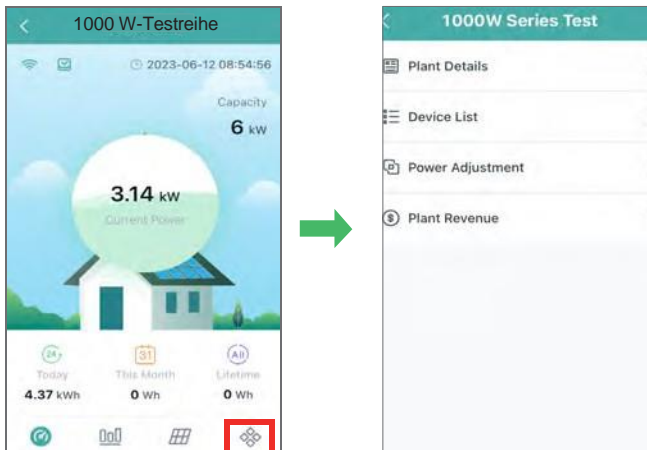 1000 W-Testreihe
2023-06-12 08:54:56
Capacity
6 kW
3.14 kW
Current Power
24
31
All
Today
This Month
Lifetime
4.37 kWh
0 Wh
0 Wh
1000W Series Test
Plant Details
Device List
Power Adjustment
Plant Revenue